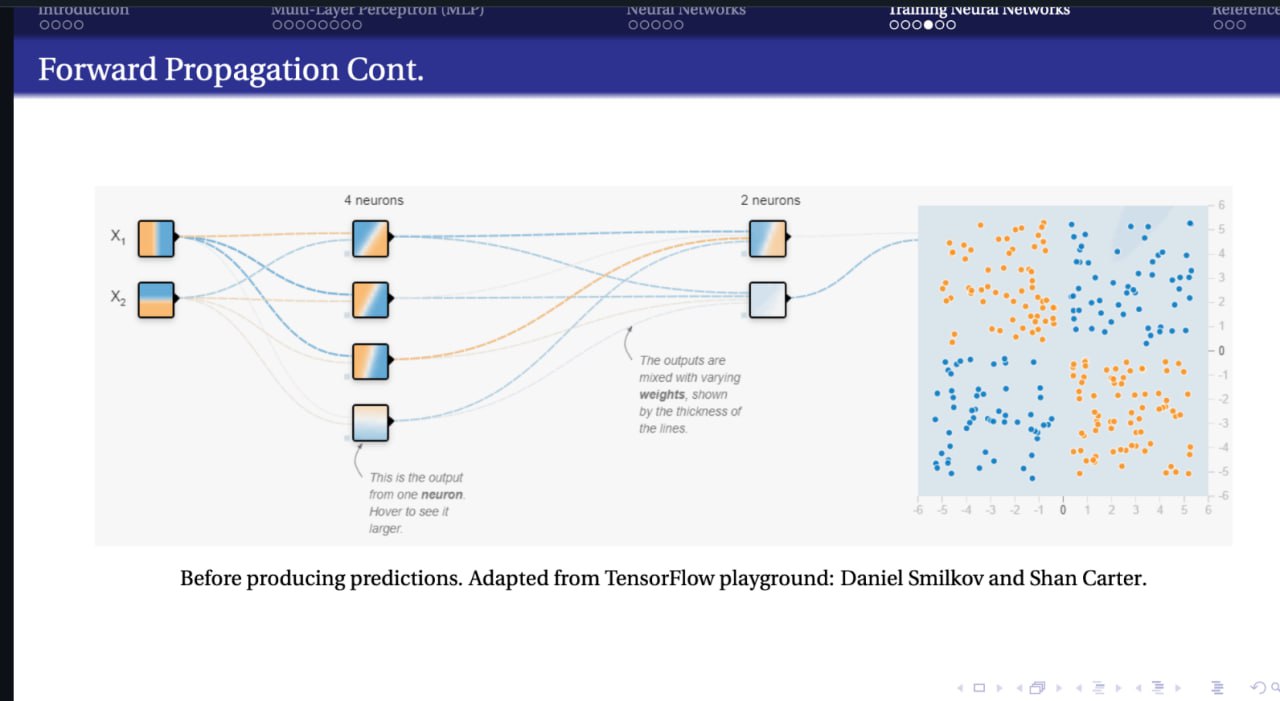 Introduction
Multi-Layer Perceptron (MLP)
Neural Networks
Training Neural Networks
Reference
Forward Propagation Cont.
4 neurons
2 neurons
X1
X2
The outputs are
mixed with varying
weights, shown
by the thickness of
the lines.
This is the output
from one neuron.
Hover to see it
larger.
6
5
4
3
2
1
0
-1
-2
-3
-4
-5
-6
-6 -5 -4 -3 -2 -1 0 1 2 3 4 5 6
Before producing predictions. Adapted from TensorFlow playground: Daniel Smilkov and Shan Carter.